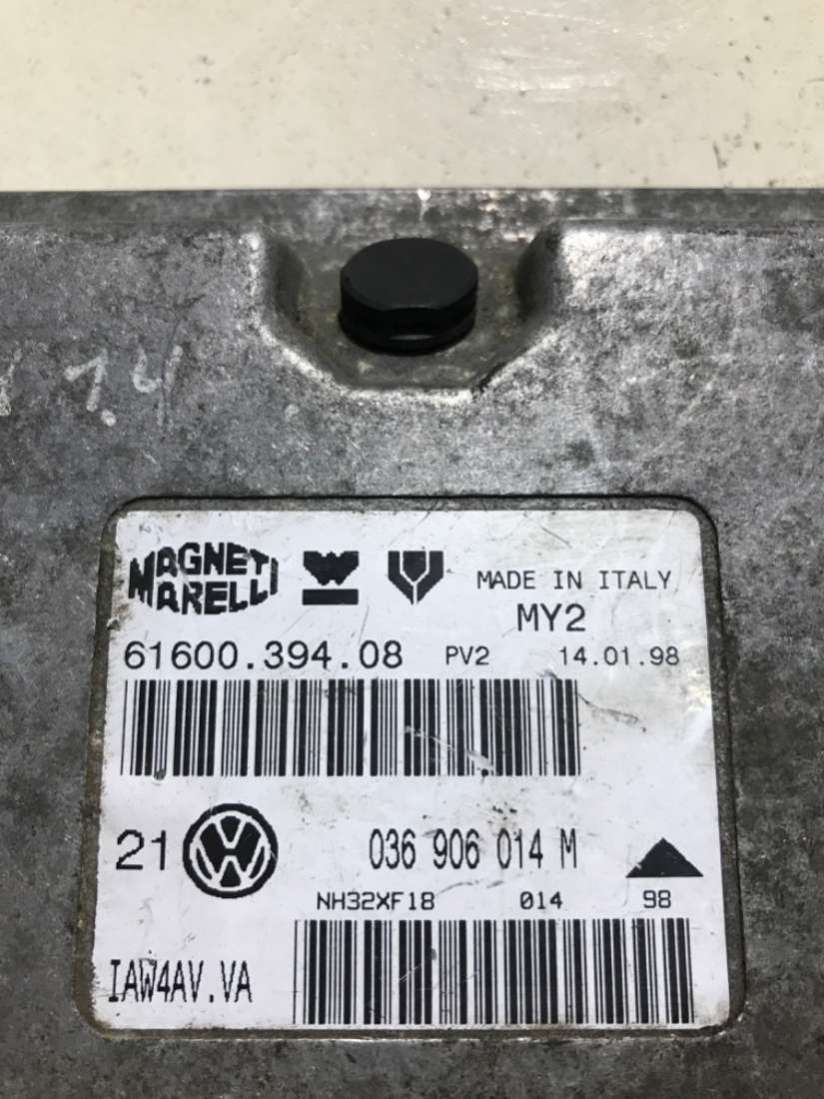 1.4
MAGNETI MARELLI
MADE IN ITALY
MY2
61600.394.08 PV2 14.01.98
21 036 906 014 M
NH32XF18 014 98
IAW4AV.VA